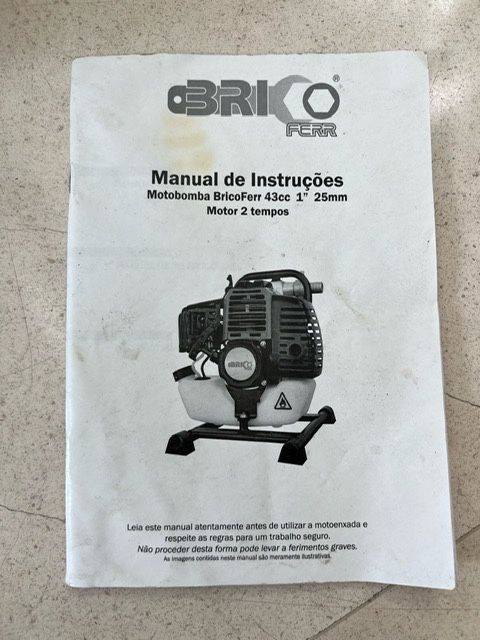 BRICO®
FERR
Manual de Instruções
Motobomba BricoFerr 43cc 1" 25mm
Motor 2 tempos
BRICO
Leia este manual atentamente antes de utilizar a motoenxada e
respeite as regras para um trabalho seguro.
Não proceder desta forma pode levar a ferimentos graves.
As imagens contidas neste manual são meramente ilustrativas.